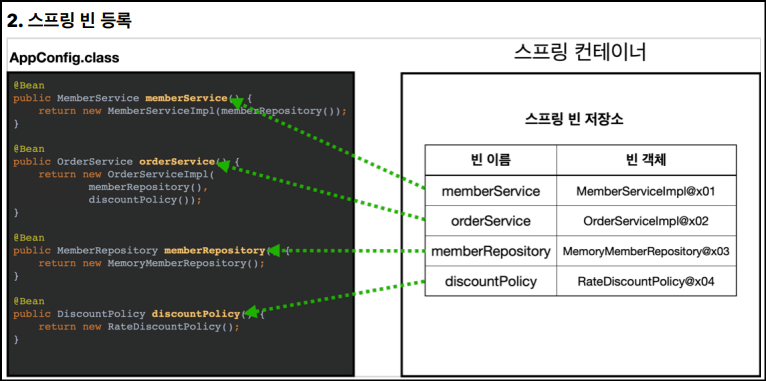 2. 스프링 빈 등록
AppConfig.class
@Bean
public MemberService memberService() {
    return new MemberServiceImpl(memberRepository());
}
@Bean
public OrderService orderService() {
    return new OrderServiceImpl(
            memberRepository(),
            discountPolicy());
}
@Bean
public MemberRepository memberRepository() {
    return new MemoryMemberRepository();
}
@Bean
public DiscountPolicy discountPolicy() {
    return new RateDiscountPolicy();
}
스프링 컨테이너
스프링 빈 저장소
빈 이름 빈 객체
memberService MemberServiceImpl@x01
orderService OrderServiceImpl@x02
memberRepository MemoryMemberRepository@x03
discountPolicy RateDiscountPolicy@x04